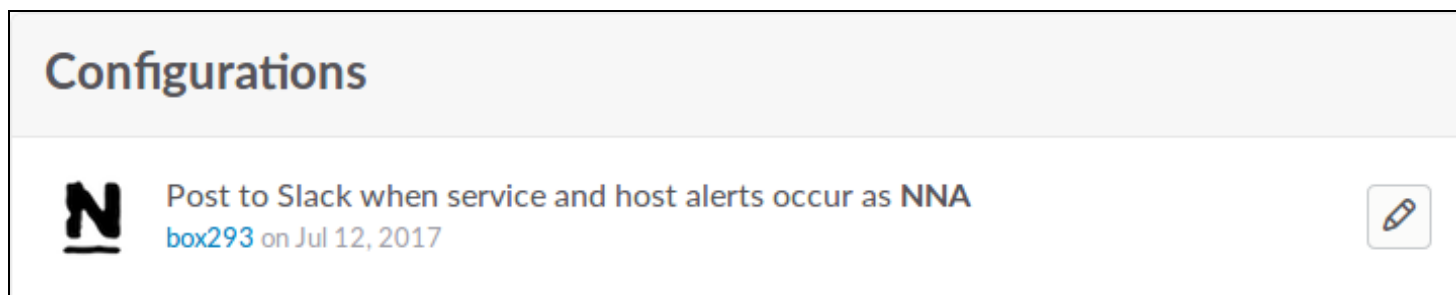 Configurations
N
Post to Slack when service and host alerts occur as NNA
box293 on Jul 12, 2017